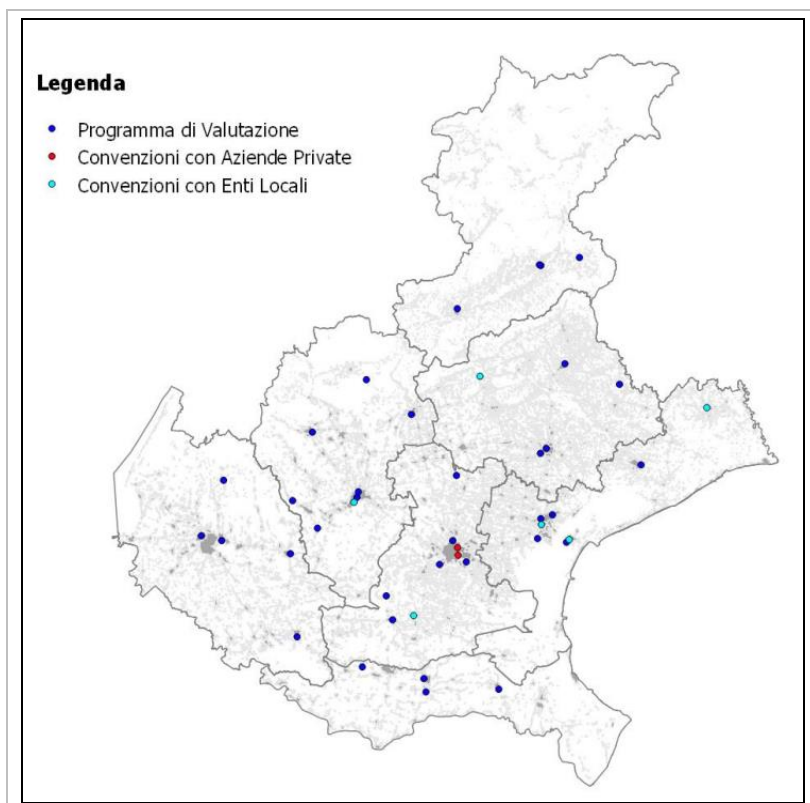 Legenda
Programma di Valutazione
Convenzioni con Aziende Private
Convenzioni con Enti Locali